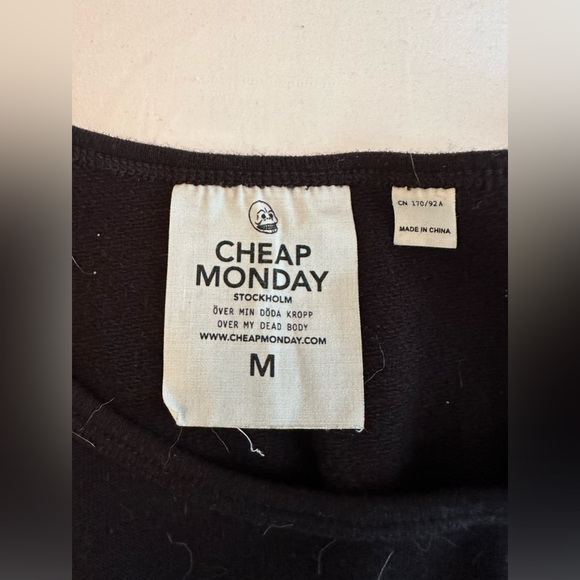 CHEAP
MONDAY
STOCKHOLM
ÖVER MIN DÖDA KROPP
OVER MY DEAD BODY
WWW.CHEAPMONDAY.COM
M
CN 170/92A
MADE IN CHINA